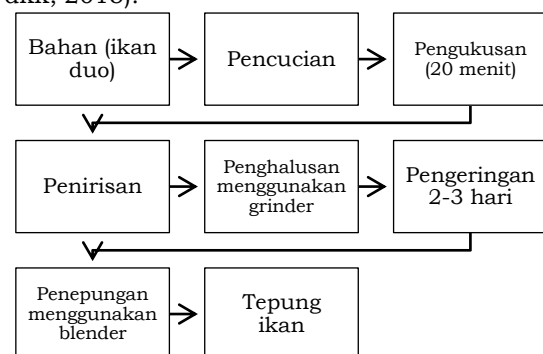 dkk, 2018).
Bahan (ikan
duo)
Pencucian
Pengukusan
(20 menit)
Penirisan
Penghalusan
menggunakan
grinder
Pengeringan
2-3 hari
Penepungan
menggunakan
blender
Tepung
ikan